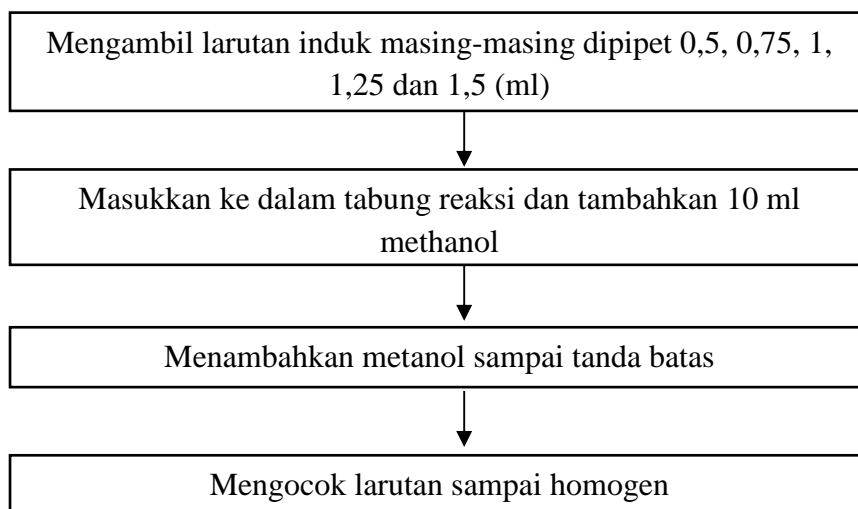 Mengambil larutan induk masing-masing dipipet 0,5, 0,75, 1,
1,25 dan 1,5 (ml)
Masukkan ke dalam tabung reaksi dan tambahkan 10 ml
methanol
Menambahkan metanol sampai tanda batas
Mengocok larutan sampai homogen